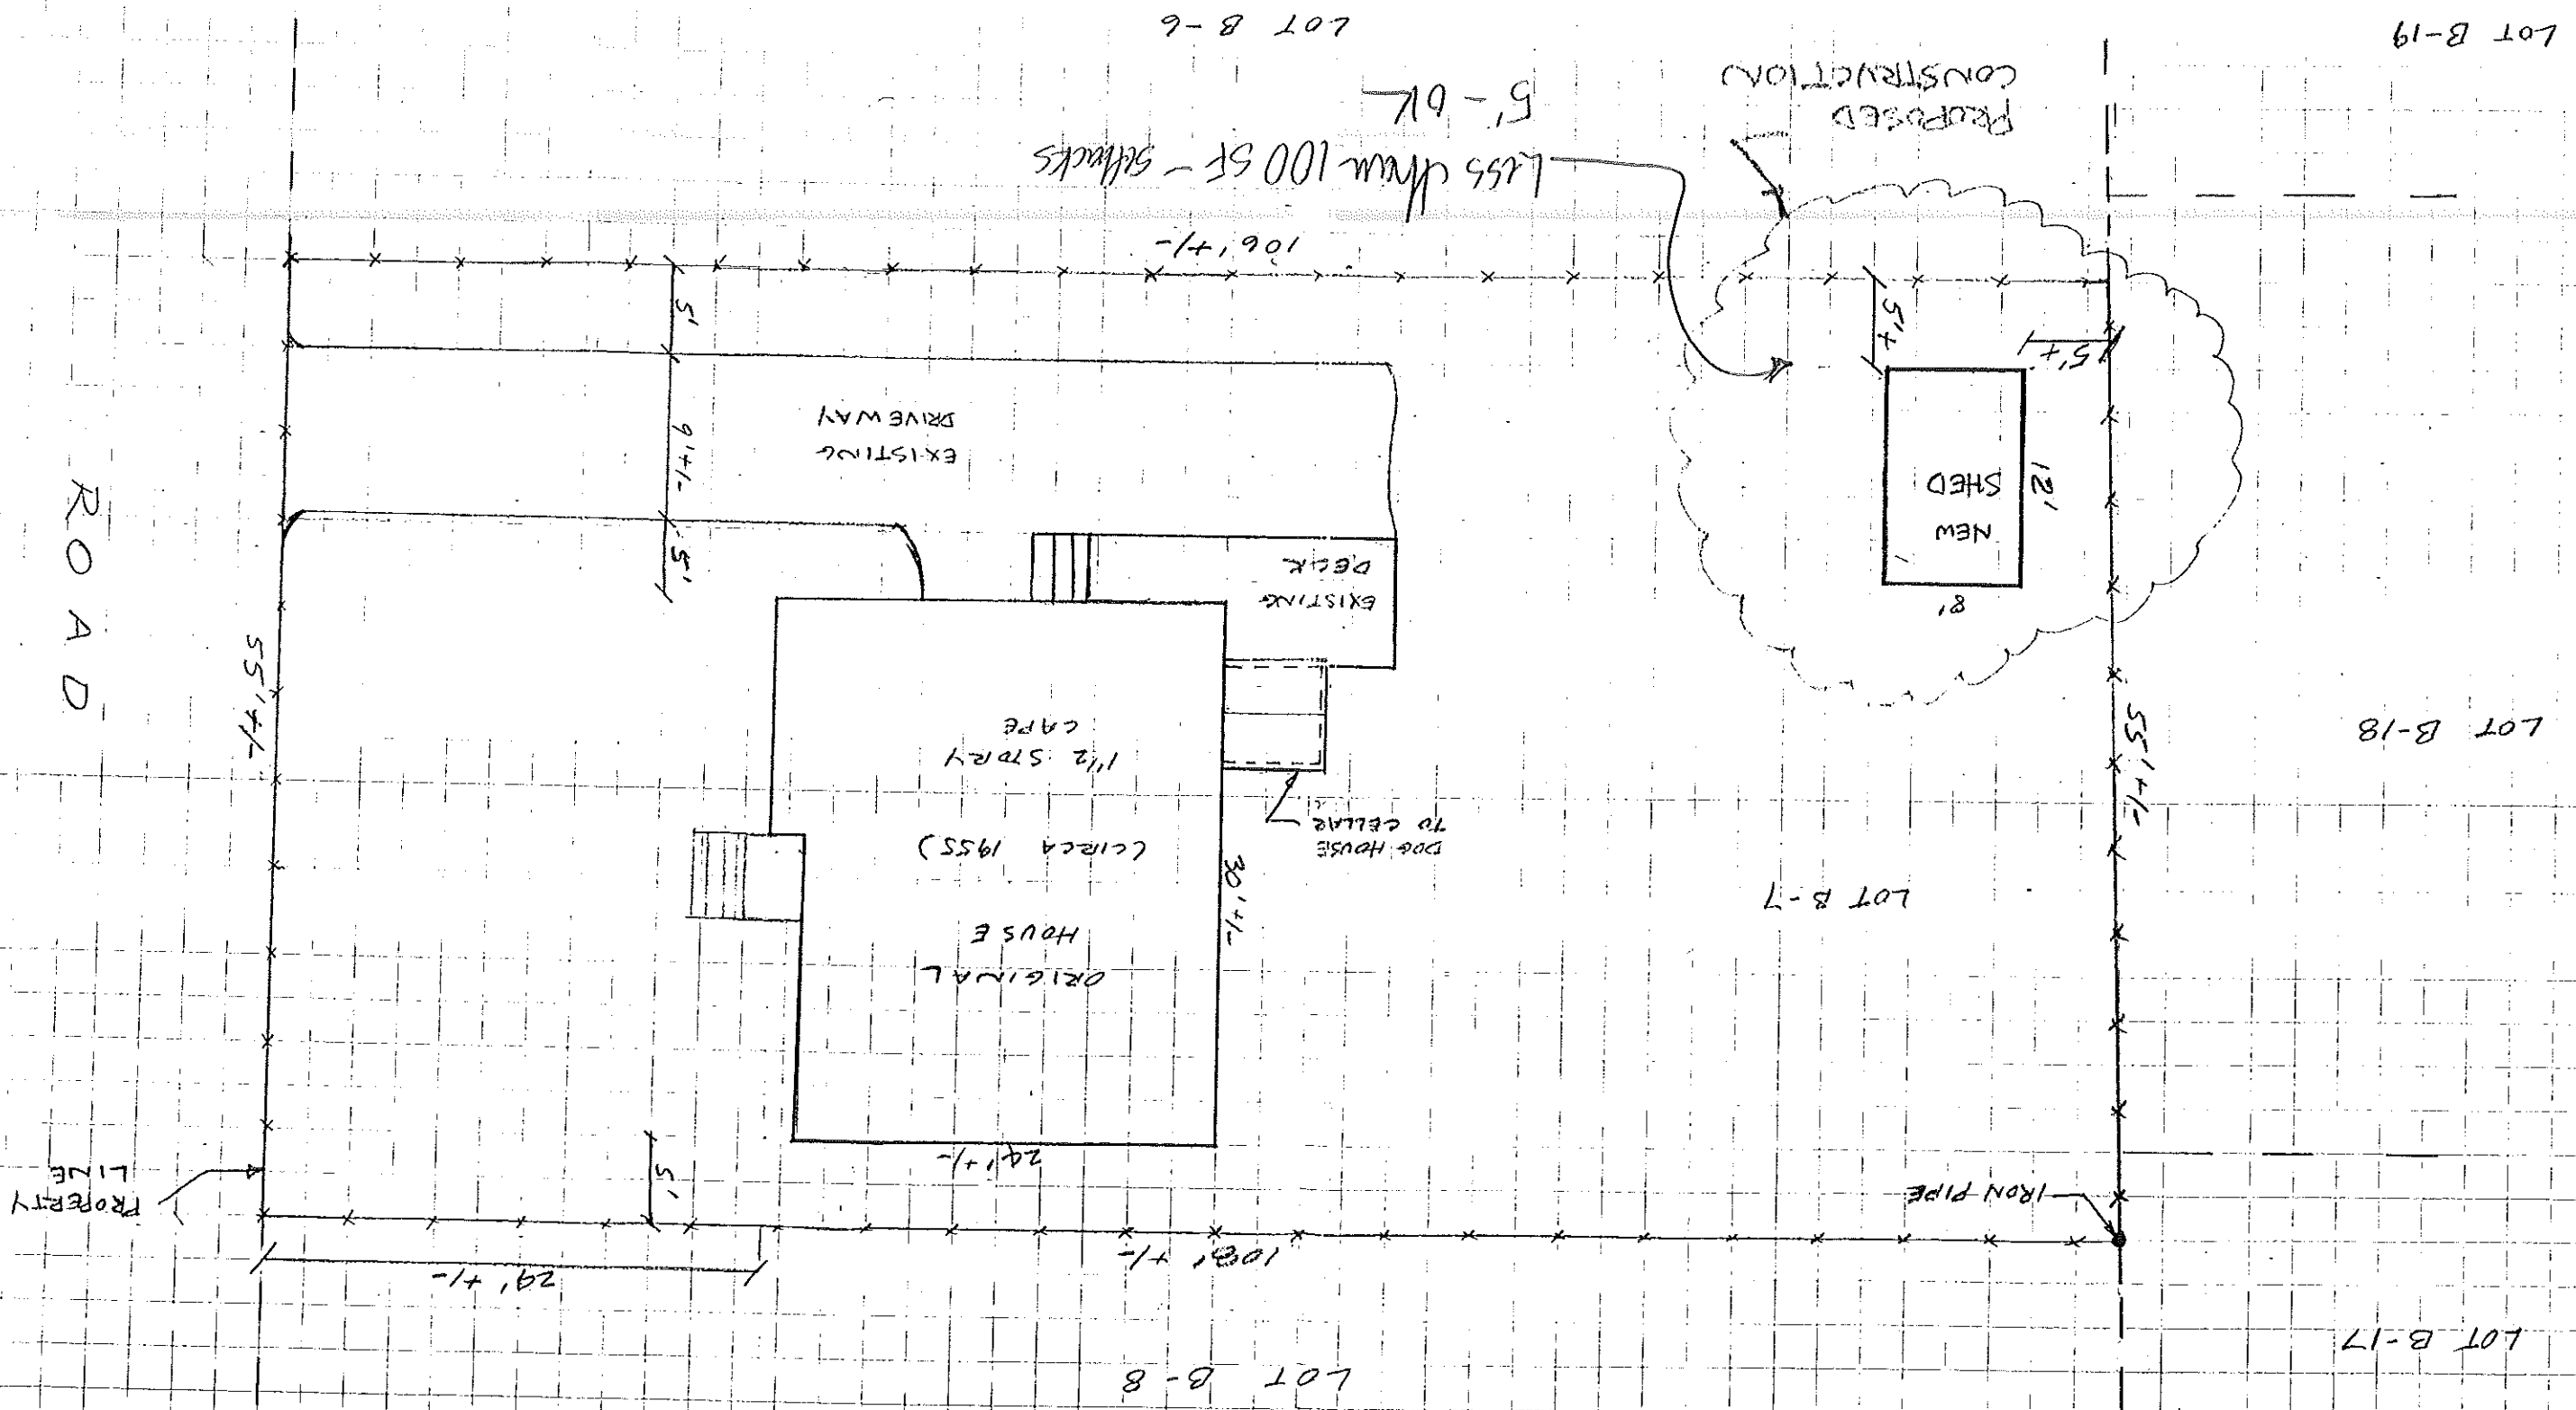 LOT B-17
LOT B-8
29' +/-
108' +/-
IRON PIPE
PROPERTY
LINE
5'
24'+/-
ORIGINAL
HOUSE
(CIRCA 1955)
1 1/2 STORY
CAPE
LOT B-7
30'+/-
DOG HOUSE
TO CELLAR
LOT B-18
55'+/-
55'+/-
ROAD
8'
NEW
SHED
12'
EXISTING
DECK
5'
EXISTING
DRIVEWAY
9'+/-
5'+
5'+
5'
106'+/-
Less than 100 SF - setbacks
5' - OK
PROPOSED
CONSTRUCTION
LOT B-19
LOT B-6